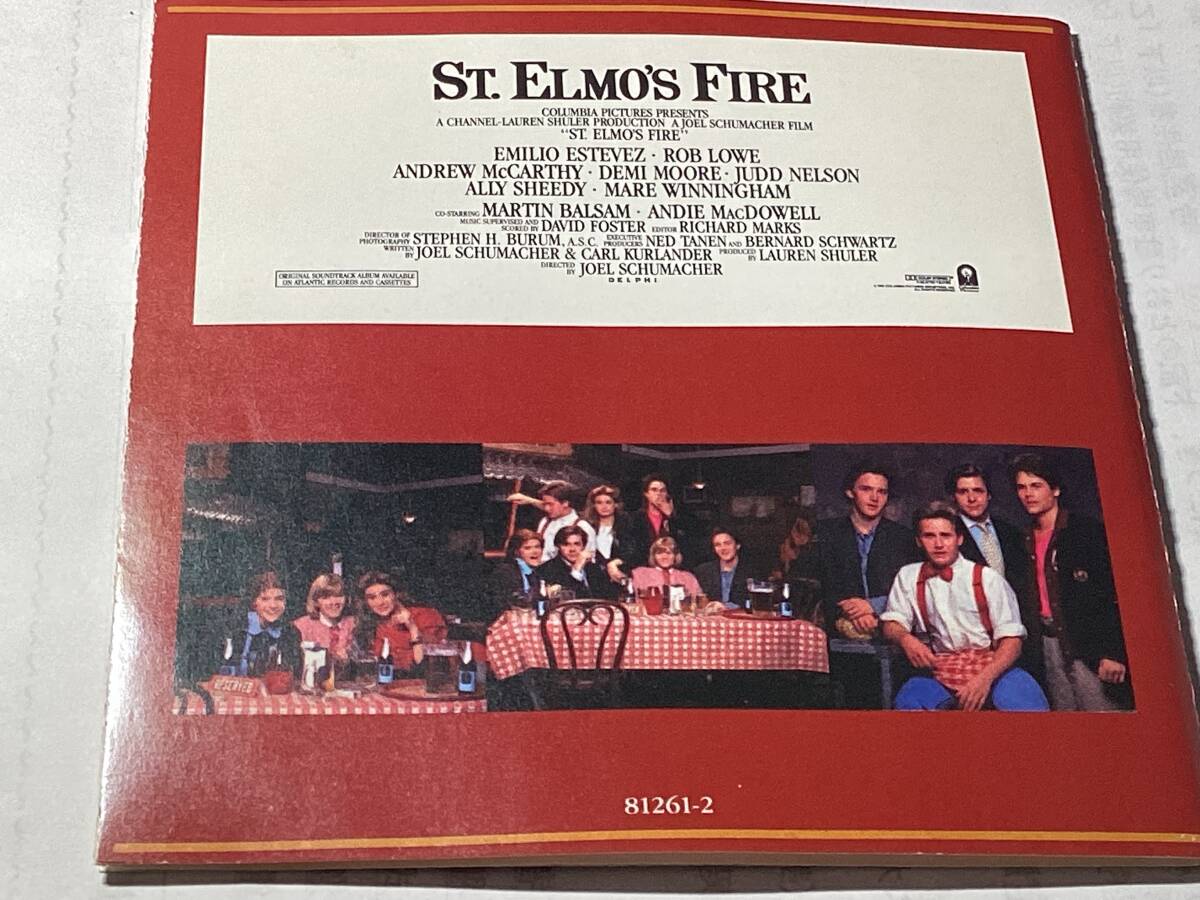 ST. ELMO'S FIRE
COLUMBIA PICTURES PRESENTS
A CHANNEL-LAUREN SHULER PRODUCTION A JOEL SCHUMACHER FILM
"ST. ELMO'S FIRE"
EMILIO ESTEVEZ · ROB LOWE
ANDREW McCARTHY · DEMI MOORE · JUDD NELSON
ALLY SHEEDY · MARE WINNINGHAM
CO-STARRING MARTIN BALSAM · ANDIE MacDOWELL
MUSIC SUPERVISED AND SCORED BY DAVID FOSTER EDITOR RICHARD MARKS
DIRECTOR OF PHOTOGRAPHY STEPHEN H. BURUM, A.S.C. EXECUTIVE PRODUCERS NED TANEN AND BERNARD SCHWARTZ
WRITTEN BY JOEL SCHUMACHER & CARL KURLANDER PRODUCED BY LAUREN SHULER
DIRECTED BY JOEL SCHUMACHER
DELPHI
ORIGINAL SOUNDTRACK ALBUM AVAILABLE
ON ATLANTIC RECORDS AND CASSETTES
RESERVED
81261-2